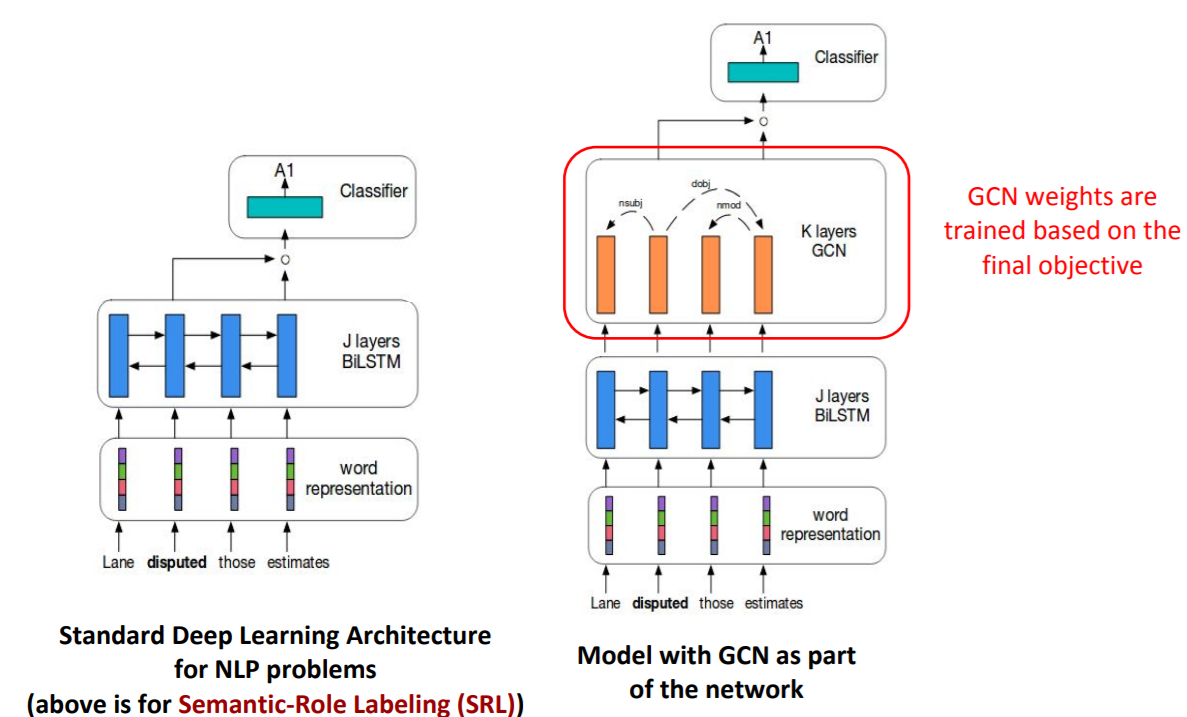 A1
Classifier
J layers
BiLSTM
word
representation
Lane disputed those estimates
Standard Deep Learning Architecture
for NLP problems
(above is for Semantic-Role Labeling (SRL))
A1
Classifier
dobj
nsubj
nmod
K layers
GCN
J layers
BiLSTM
word
representation
Lane disputed those estimates
Model with GCN as part
of the network
GCN weights are
trained based on the
final objective